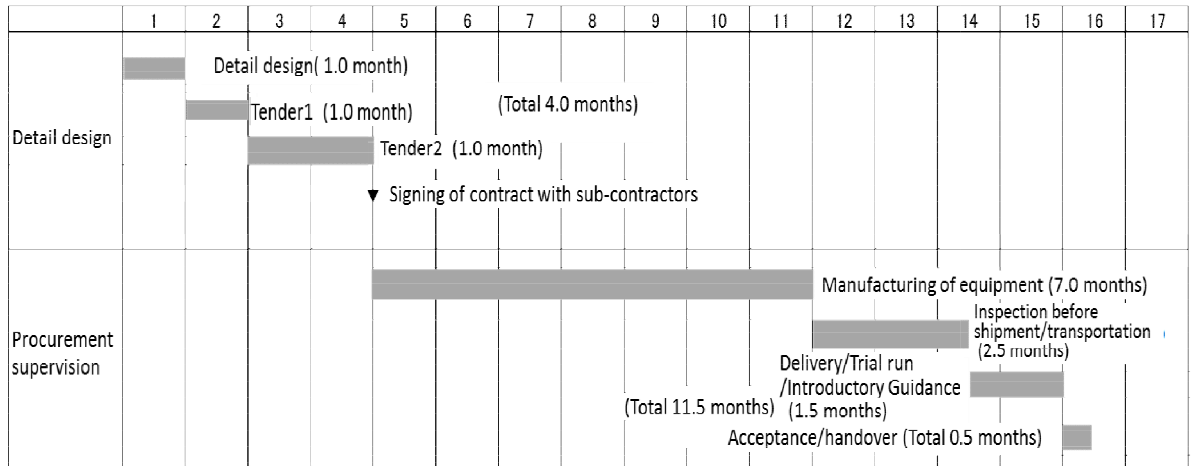 1 2 3 4 5 6 7 8 9 10 11 12 13 14 15 16 17
Detail design
Detail design( 1.0 month)
Tender1 (1.0 month)
(Total 4.0 months)
Tender2 (1.0 month)
▼ Signing of contract with sub-contractors
Procurement
supervision
Manufacturing of equipment (7.0 months)
Inspection before
shipment/transportation
(2.5 months)
Delivery/Trial run
/Introductory Guidance
(1.5 months)
(Total 11.5 months)
Acceptance/handover (Total 0.5 months)